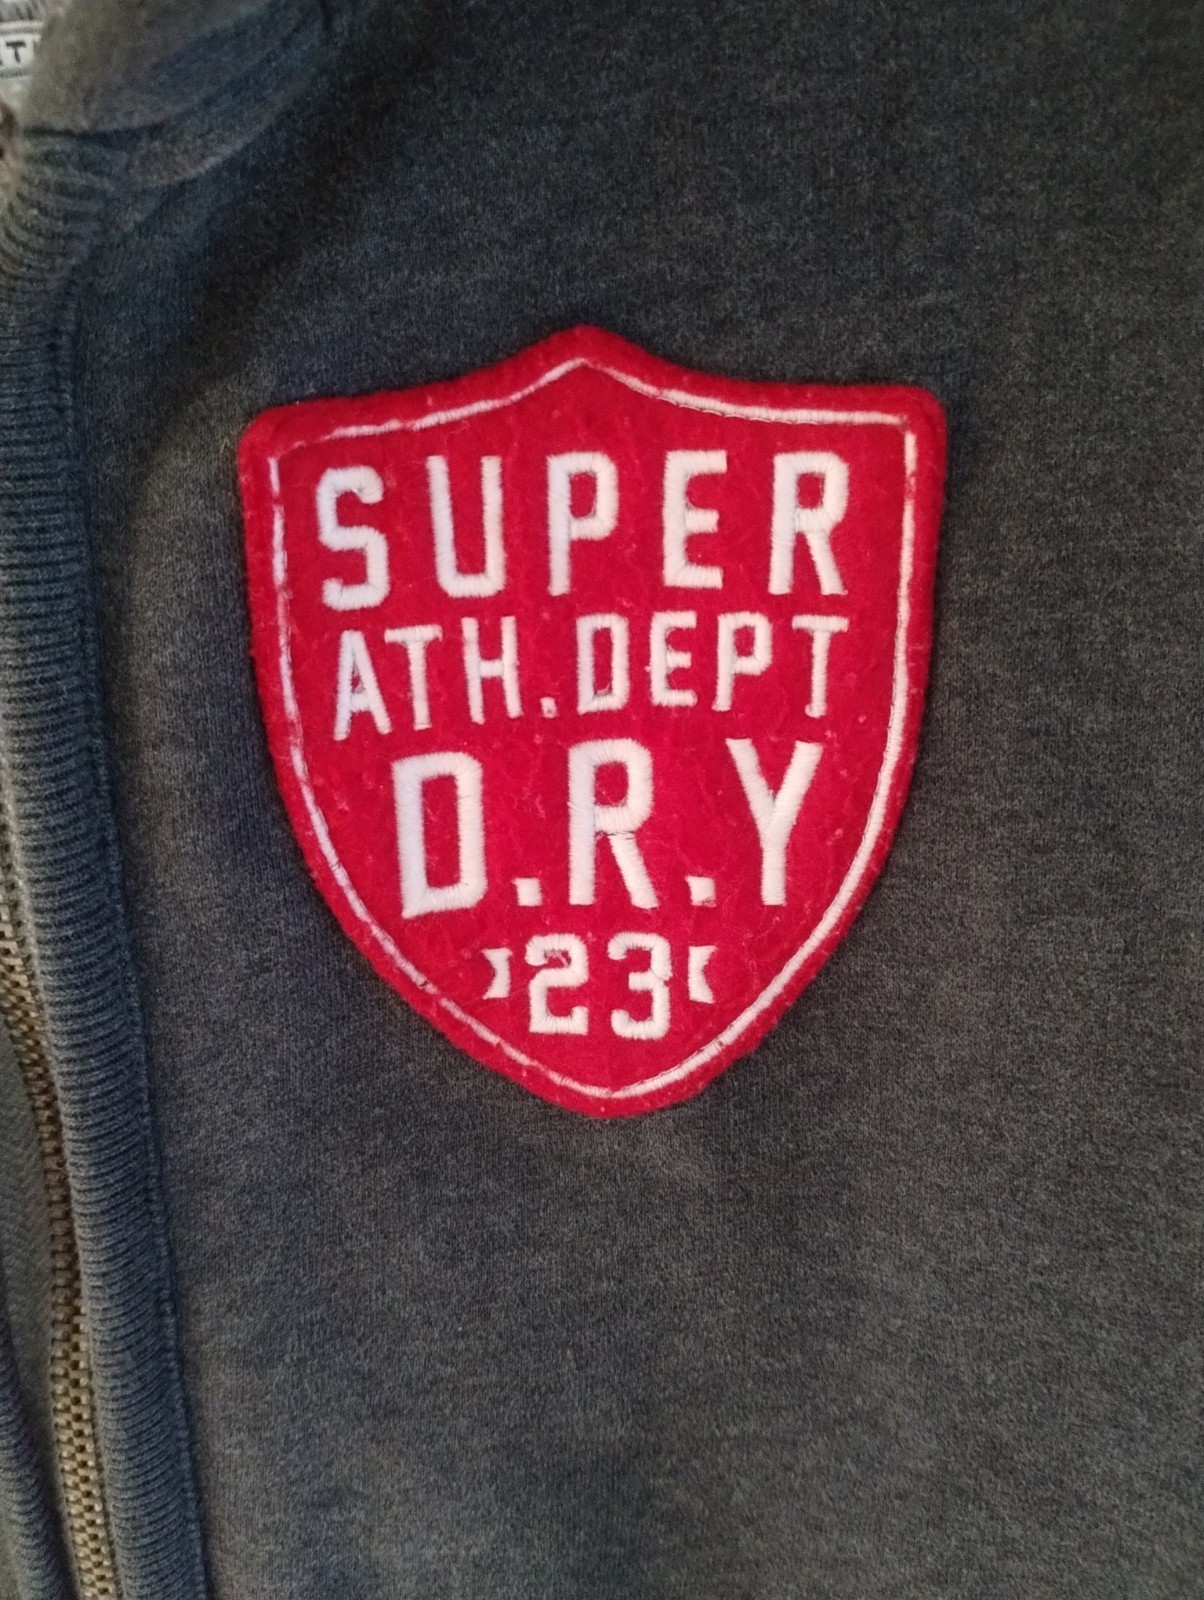 SUPER
ATH.DEPT
D.R.Y
23